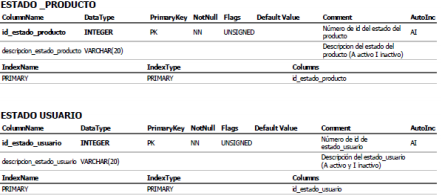 ESTADO _PRODUCTO
ColumnName DataType PrimaryKey NotNull Flags Default Value Comment AutoInc
id_estado_producto INTEGER PK NN UNSIGNED Número de id del estado del producto AI
descripcion_estado_producto VARCHAR(20) Descripcion del estado del producto (A activo I inactivo)
IndexName IndexType Columns
PRIMARY PRIMARY id_estado_producto
ESTADO USUARIO
ColumnName DataType PrimaryKey NotNull Flags Default Value Comment AutoInc
id_estado_usuario INTEGER PK NN UNSIGNED Número de id de estado_usuario AI
descripcion_estado_usuario VARCHAR(20) Descripción del estado_usuario (A activo y I inactivo)
IndexName IndexType Columns
PRIMARY PRIMARY id_estado_usuario